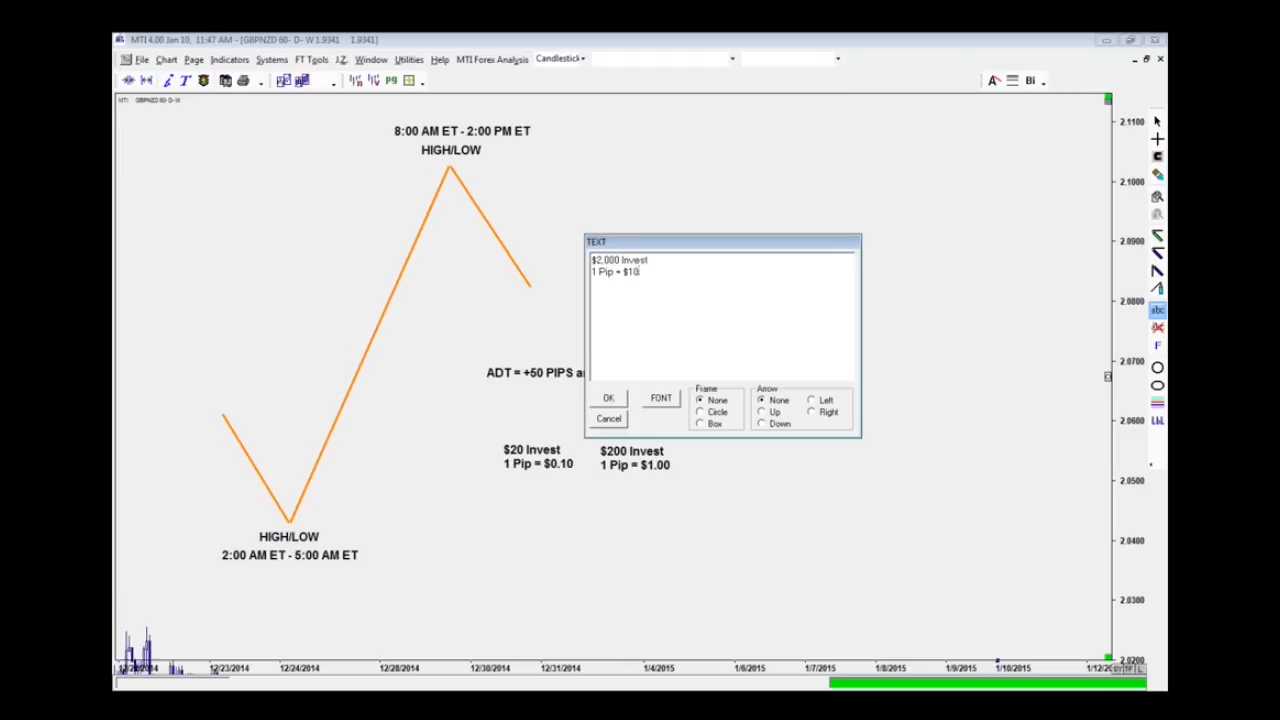 MTI 4.00 Jan 10, 11:47 AM - [GBPNZD 60- D- W 1.9341 1.9341]
File Chart Page Indicators Systems FT Tools J.Z. Window Utilities Help MTI Forex Analysis Candlestick
pg
A Bi
MTI GBPNZD 60-D-W
8:00 AM ET - 2:00 PM ET
HIGH/LOW
TEXT
$2,000 Invest
1 Pip = $10
ADT = +50 PIPS
OK
FONT
Cancel
Frame
None
Circle
Box
Arrow
None Left
Up Right
Down
$20 Invest
1 Pip = $0.10
$200 Invest
1 Pip = $1.00
HIGH/LOW
2:00 AM ET - 5:00 AM ET
2.1100
2.1000
2.0900
2.0800
2.0700
2.0600
2.0500
2.0400
2.0300
2.0200
abc
F
12/23/2014 12/24/2014 12/28/2014 12/30/2014 12/31/2014 1/4/2015 1/6/2015 1/7/2015 1/8/2015 1/9/2015 1/10/2015